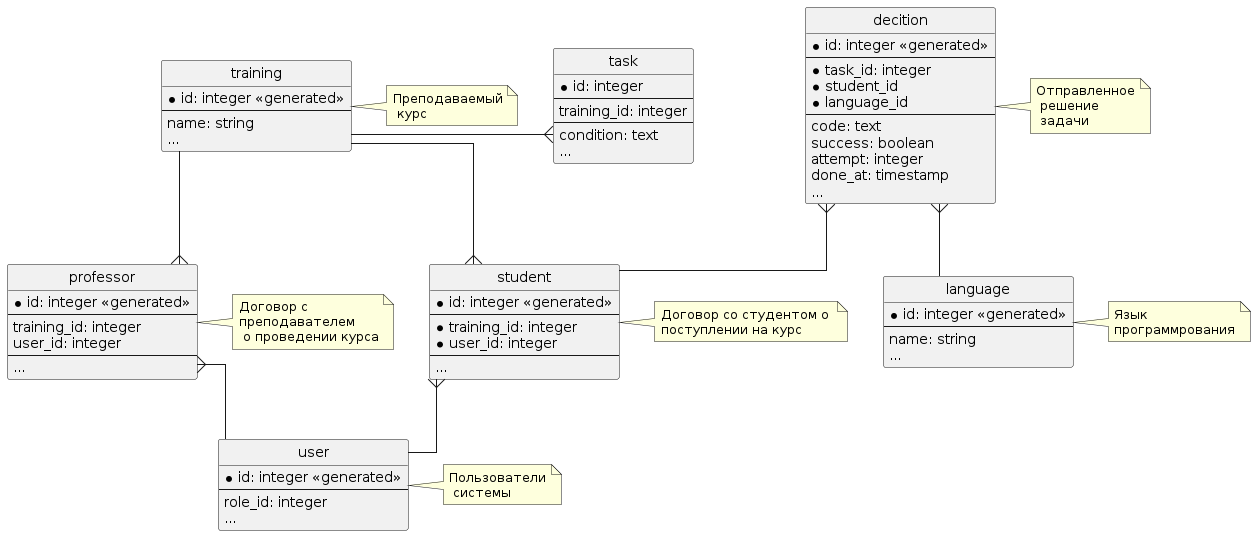 decition
* id: integer «generated»
* task_id: integer
* student_id
* language_id
code: text
success: boolean
attempt: integer
done_at: timestamp
...
Отправленное
решение
задачи
training
* id: integer «generated»
name: string
...
Преподаваемый
курс
task
* id: integer
training_id: integer
condition: text
...
professor
* id: integer «generated»
training_id: integer
user_id: integer
...
Договор с
преподавателем
о проведении курса
student
* id: integer «generated»
* training_id: integer
* user_id: integer
...
Договор со студентом о
поступлении на курс
language
* id: integer «generated»
name: string
...
Язык
программрования
user
* id: integer «generated»
role_id: integer
...
Пользователи
системы